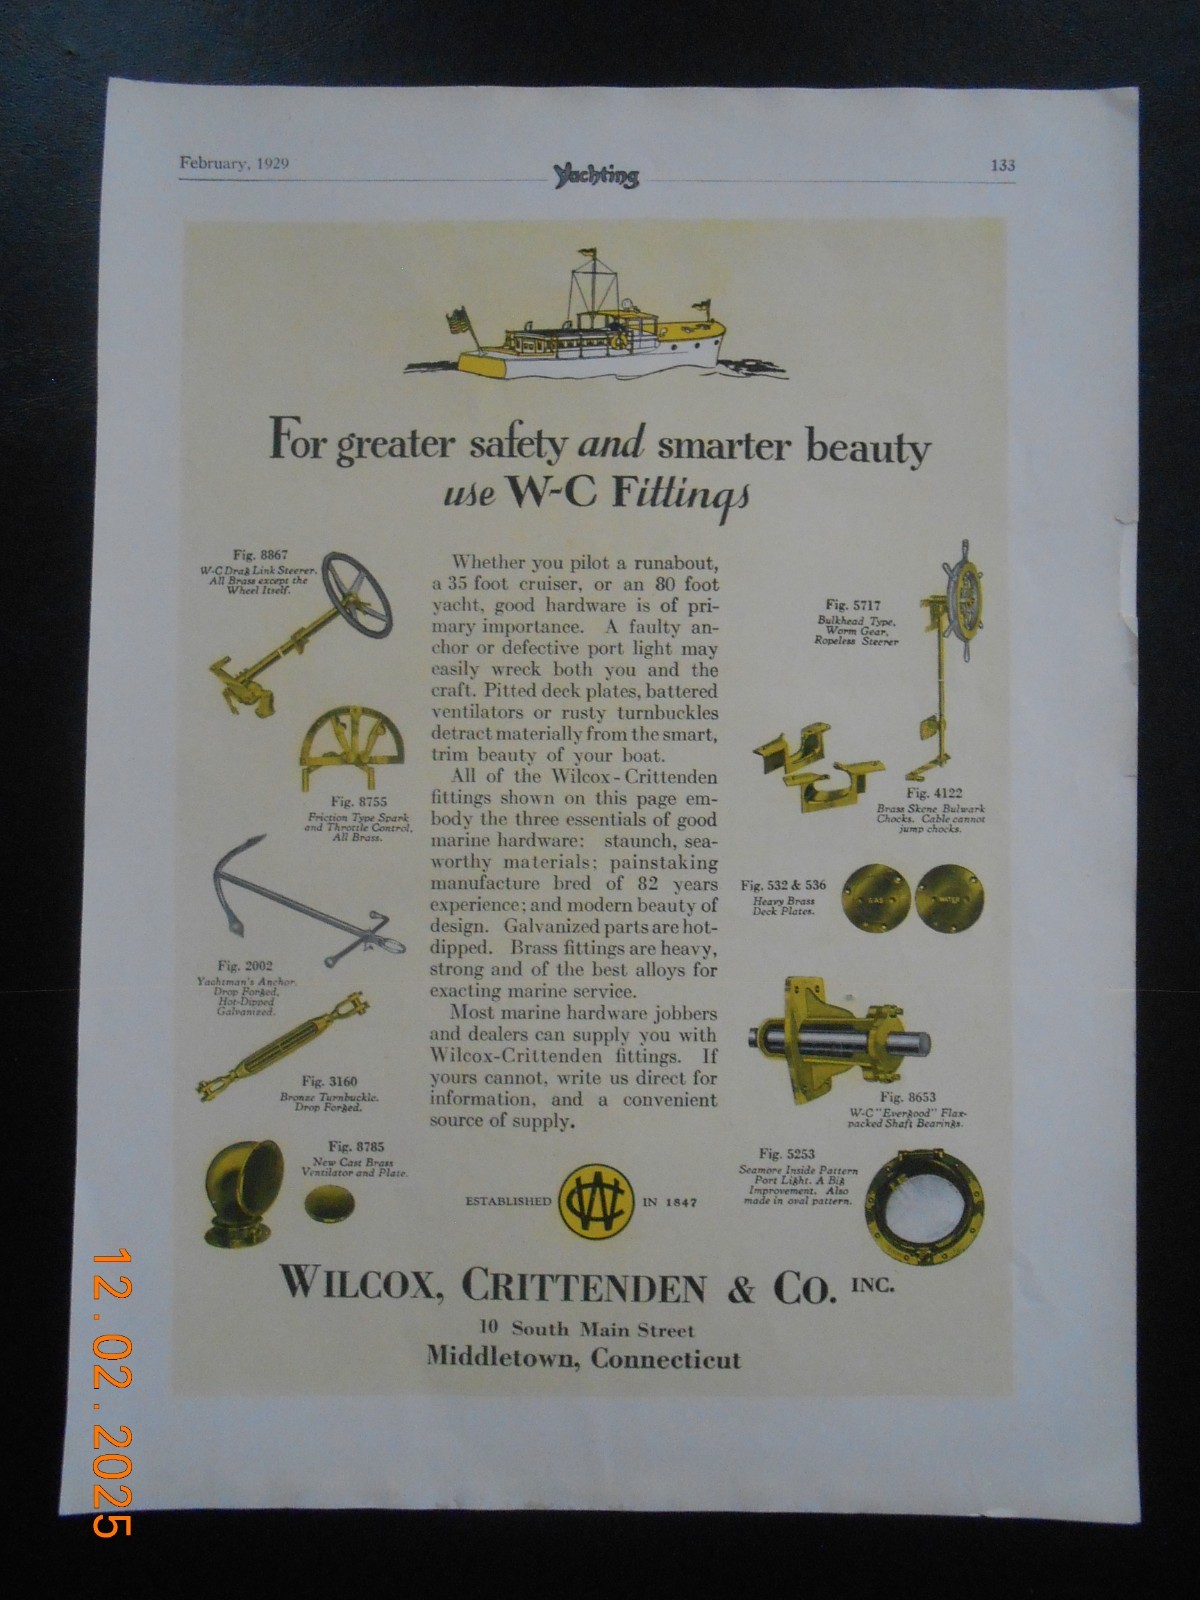 February, 1929
Yachting
133
For greater safety and smarter beauty
use W-C Fittings
Fig. 8867
W-C Drag Link Steerer.
All Brass except the
Wheel Itself.
Fig. 8755
Friction Type Spark
and Throttle Control.
All Brass.
Fig. 2002
Yachtman's Anchor.
Drop Forged,
Hot-Dipped
Galvanized.
Fig. 3160
Bronze Turnbuckle.
Drop Forged.
Fig. 8785
New Cast Brass
Ventilator and Plate.
Whether you pilot a runabout,
a 35 foot cruiser, or an 80 foot
yacht, good hardware is of pri-
mary importance. A faulty an-
chor or defective port light may
easily wreck both you and the
craft. Pitted deck plates, battered
ventilators or rusty turnbuckles
detract materially from the smart,
trim beauty of your boat.
All of the Wilcox-Crittenden
fittings shown on this page em-
body the three essentials of good
marine hardware: staunch, sea-
worthy materials; painstaking
manufacture bred of 82 years
experience; and modern beauty of
design. Galvanized parts are hot-
dipped. Brass fittings are heavy,
strong and of the best alloys for
exacting marine service.
Most marine hardware jobbers
and dealers can supply you with
Wilcox-Crittenden fittings. If
yours cannot, write us direct for
information, and a convenient
source of supply.
Fig. 5717
Bulkhead Type,
Worm Gear,
Ropeless Steerer
Fig. 4122
Brass Skene Bulwark
Chocks. Cable cannot
jump chocks.
Fig. 532 & 536
Heavy Brass
Deck Plates.
GAS
WATER
Fig. 8653
W-C "Evergood" Flax-
packed Shaft Bearings.
Fig. 5253
Seamore Inside Pattern
Port Light. A Big
Improvement. Also
made in oval pattern.
ESTABLISHED WC IN 1847
WILCOX, CRITTENDEN & CO. INC.
10 South Main Street
Middletown, Connecticut
12.02.2025